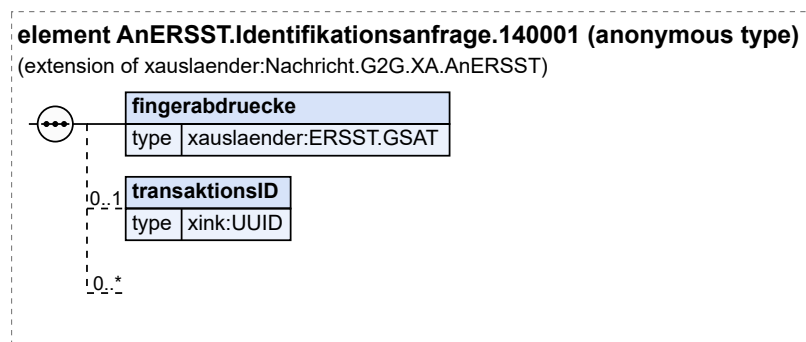 element AnERSST.Identifikationsanfrage.140001 (anonymous type)
(extension of xauslaender:Nachricht.G2G.XA.AnERSST)
fingerabdruecke
type xauslaender:ERSST.GSAT
0..1 transaktionsID
type xink:UUID
0..*